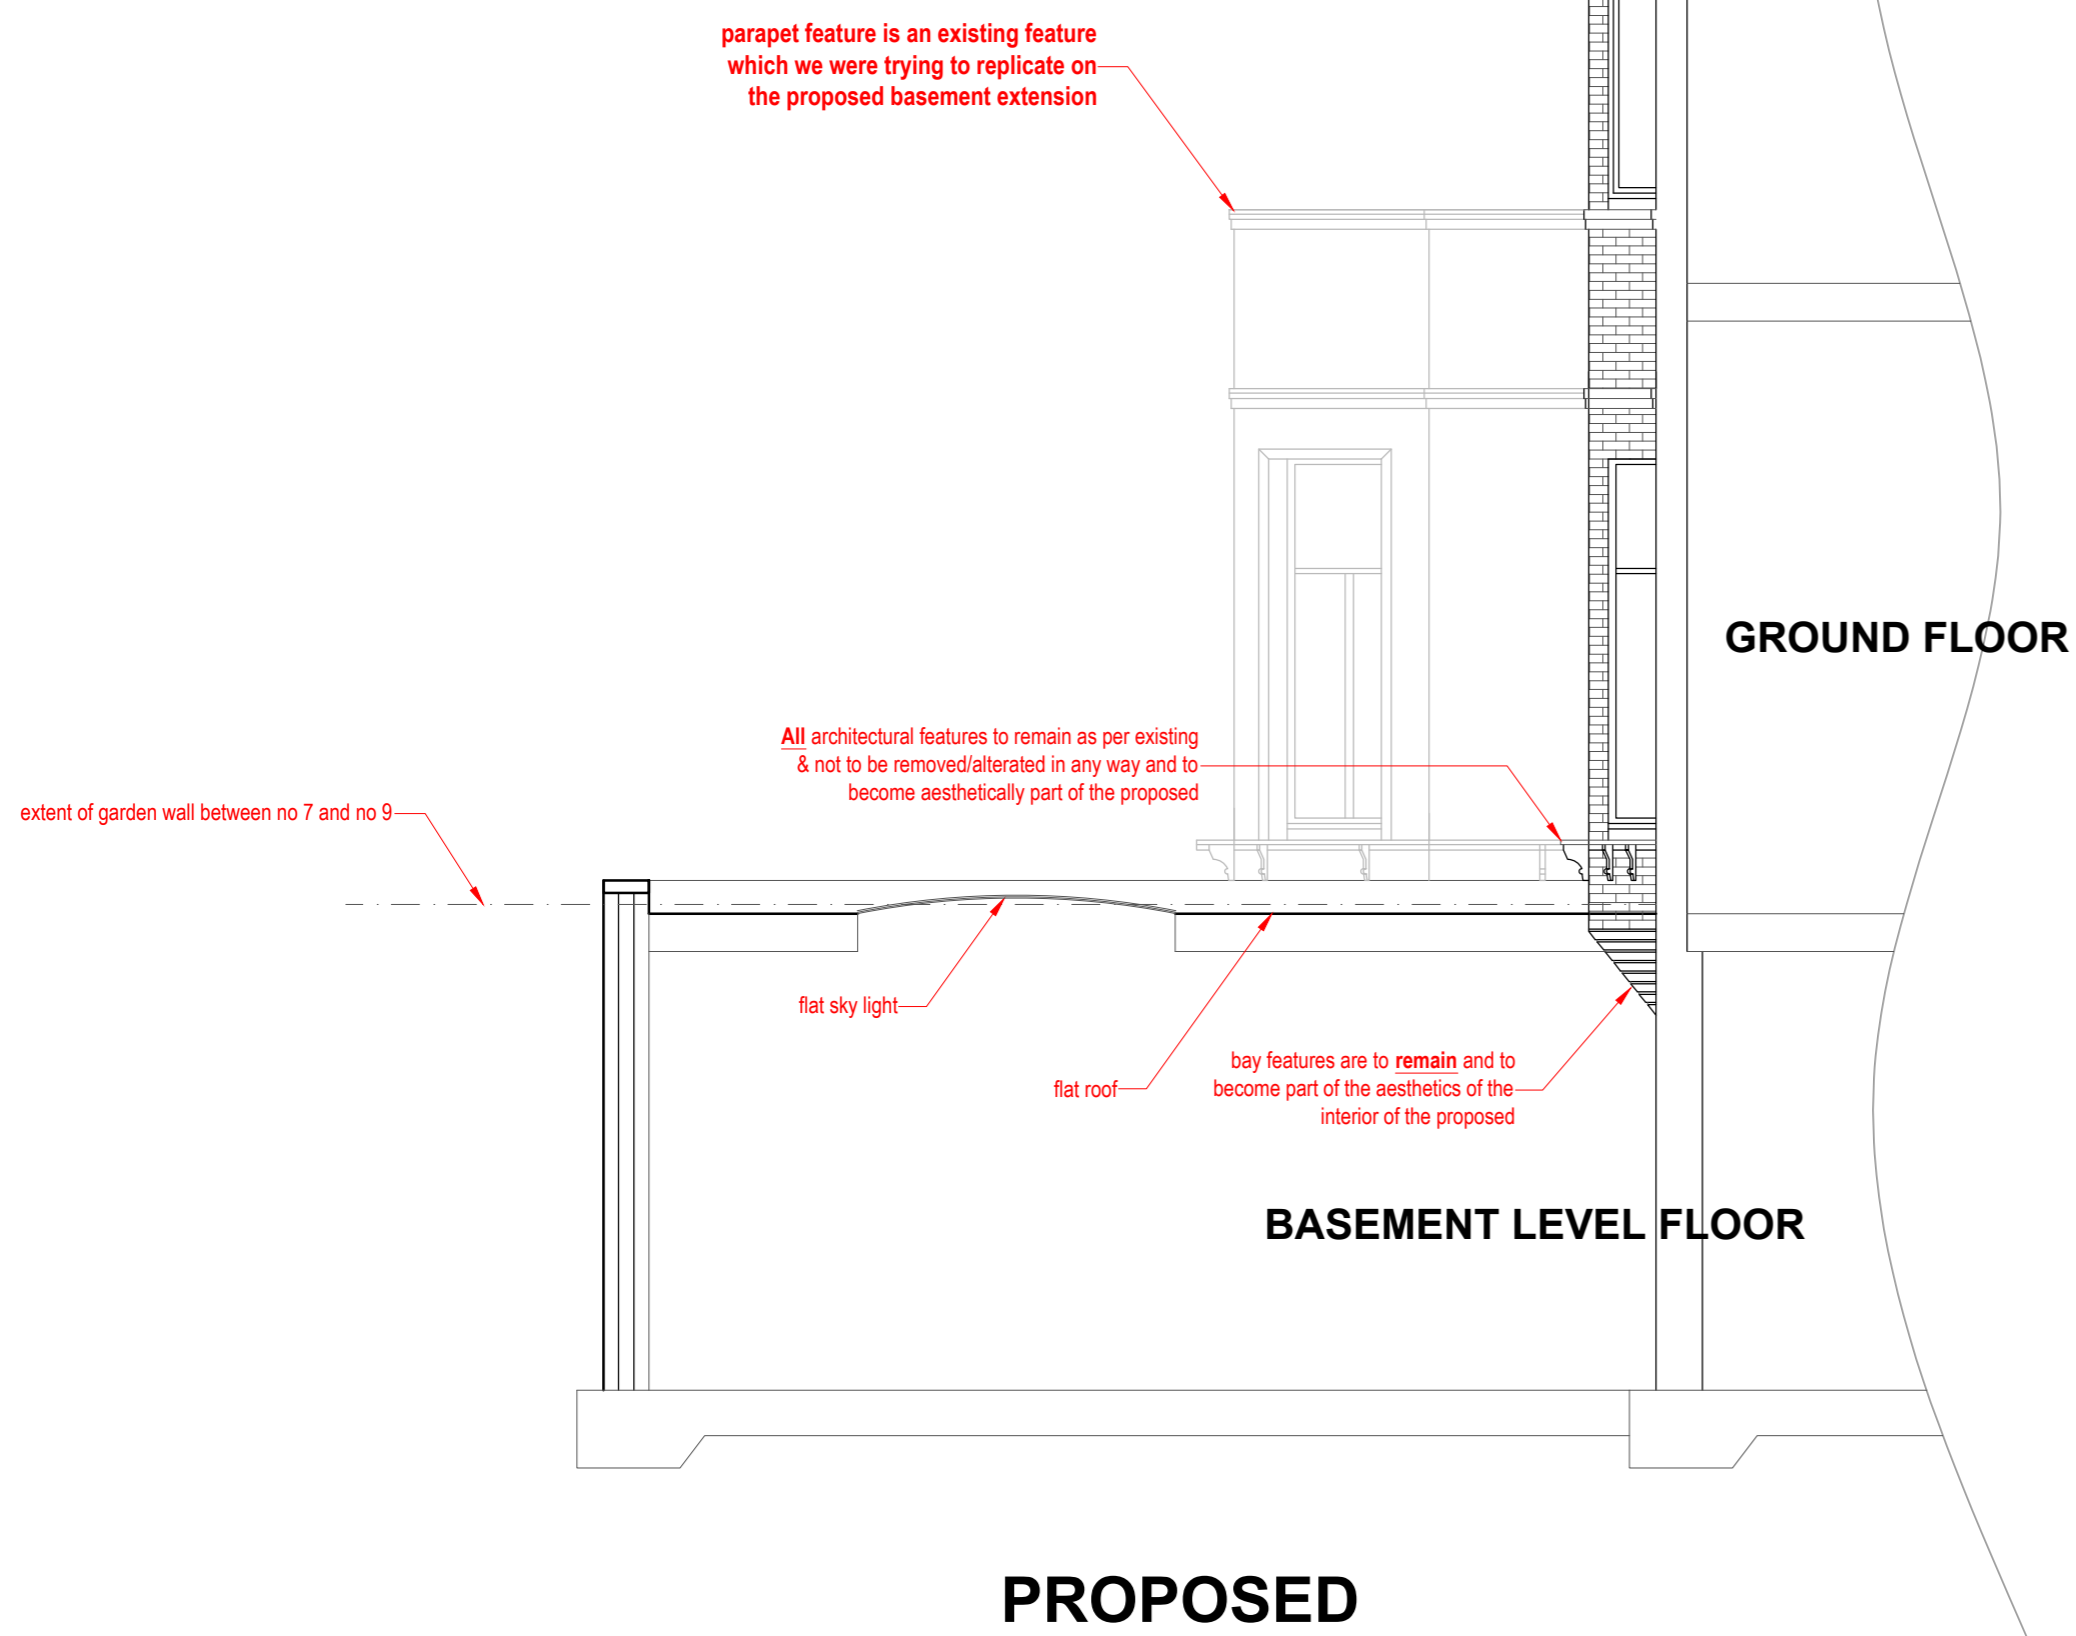 parapet feature is an existing feature
which we were trying to replicate on
the proposed basement extension
GROUND FLOOR
All architectural features to remain as per existing
& not to be removed/alterated in any way and to
become aesthetically part of the proposed
extent of garden wall between no 7 and no 9
flat sky light
flat roof
bay features are to remain and to
become part of the aesthetics of the
interior of the proposed
BASEMENT LEVEL FLOOR
PROPOSED